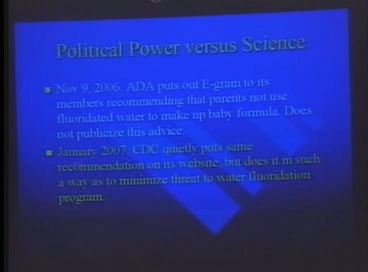 Political Power versus Science
Nov 9, 2006. ADA puts out E-gram to its
members recommending that parents not use
fluoridated water to make up baby formula. Does
not publicize this advice.
January 2007, CDC quietly puts same
recommendation on its website, but does it in such
a way as to minimize threat to water fluoridation
program.